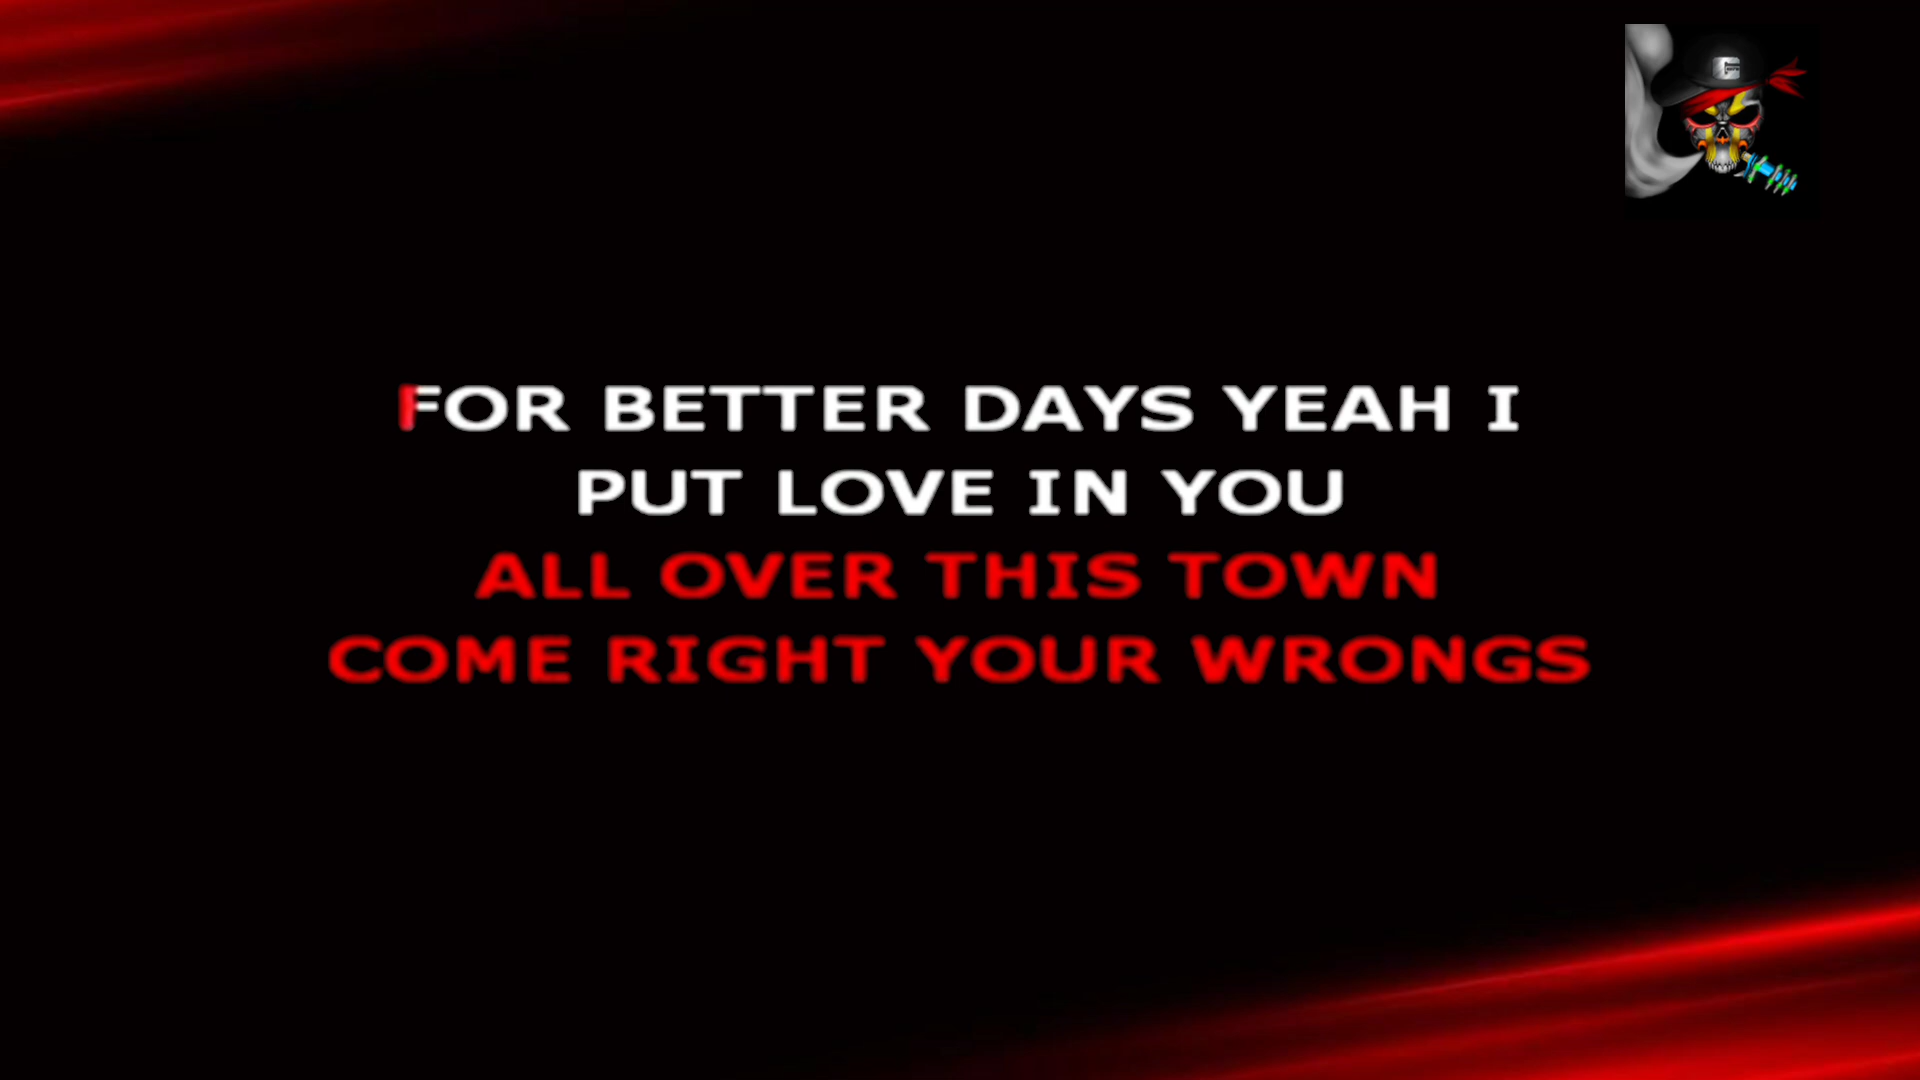 FOR BETTER DAYS YEAH I
PUT LOVE IN YOU
ALL OVER THIS TOWN
COME RIGHT YOUR WRONGS